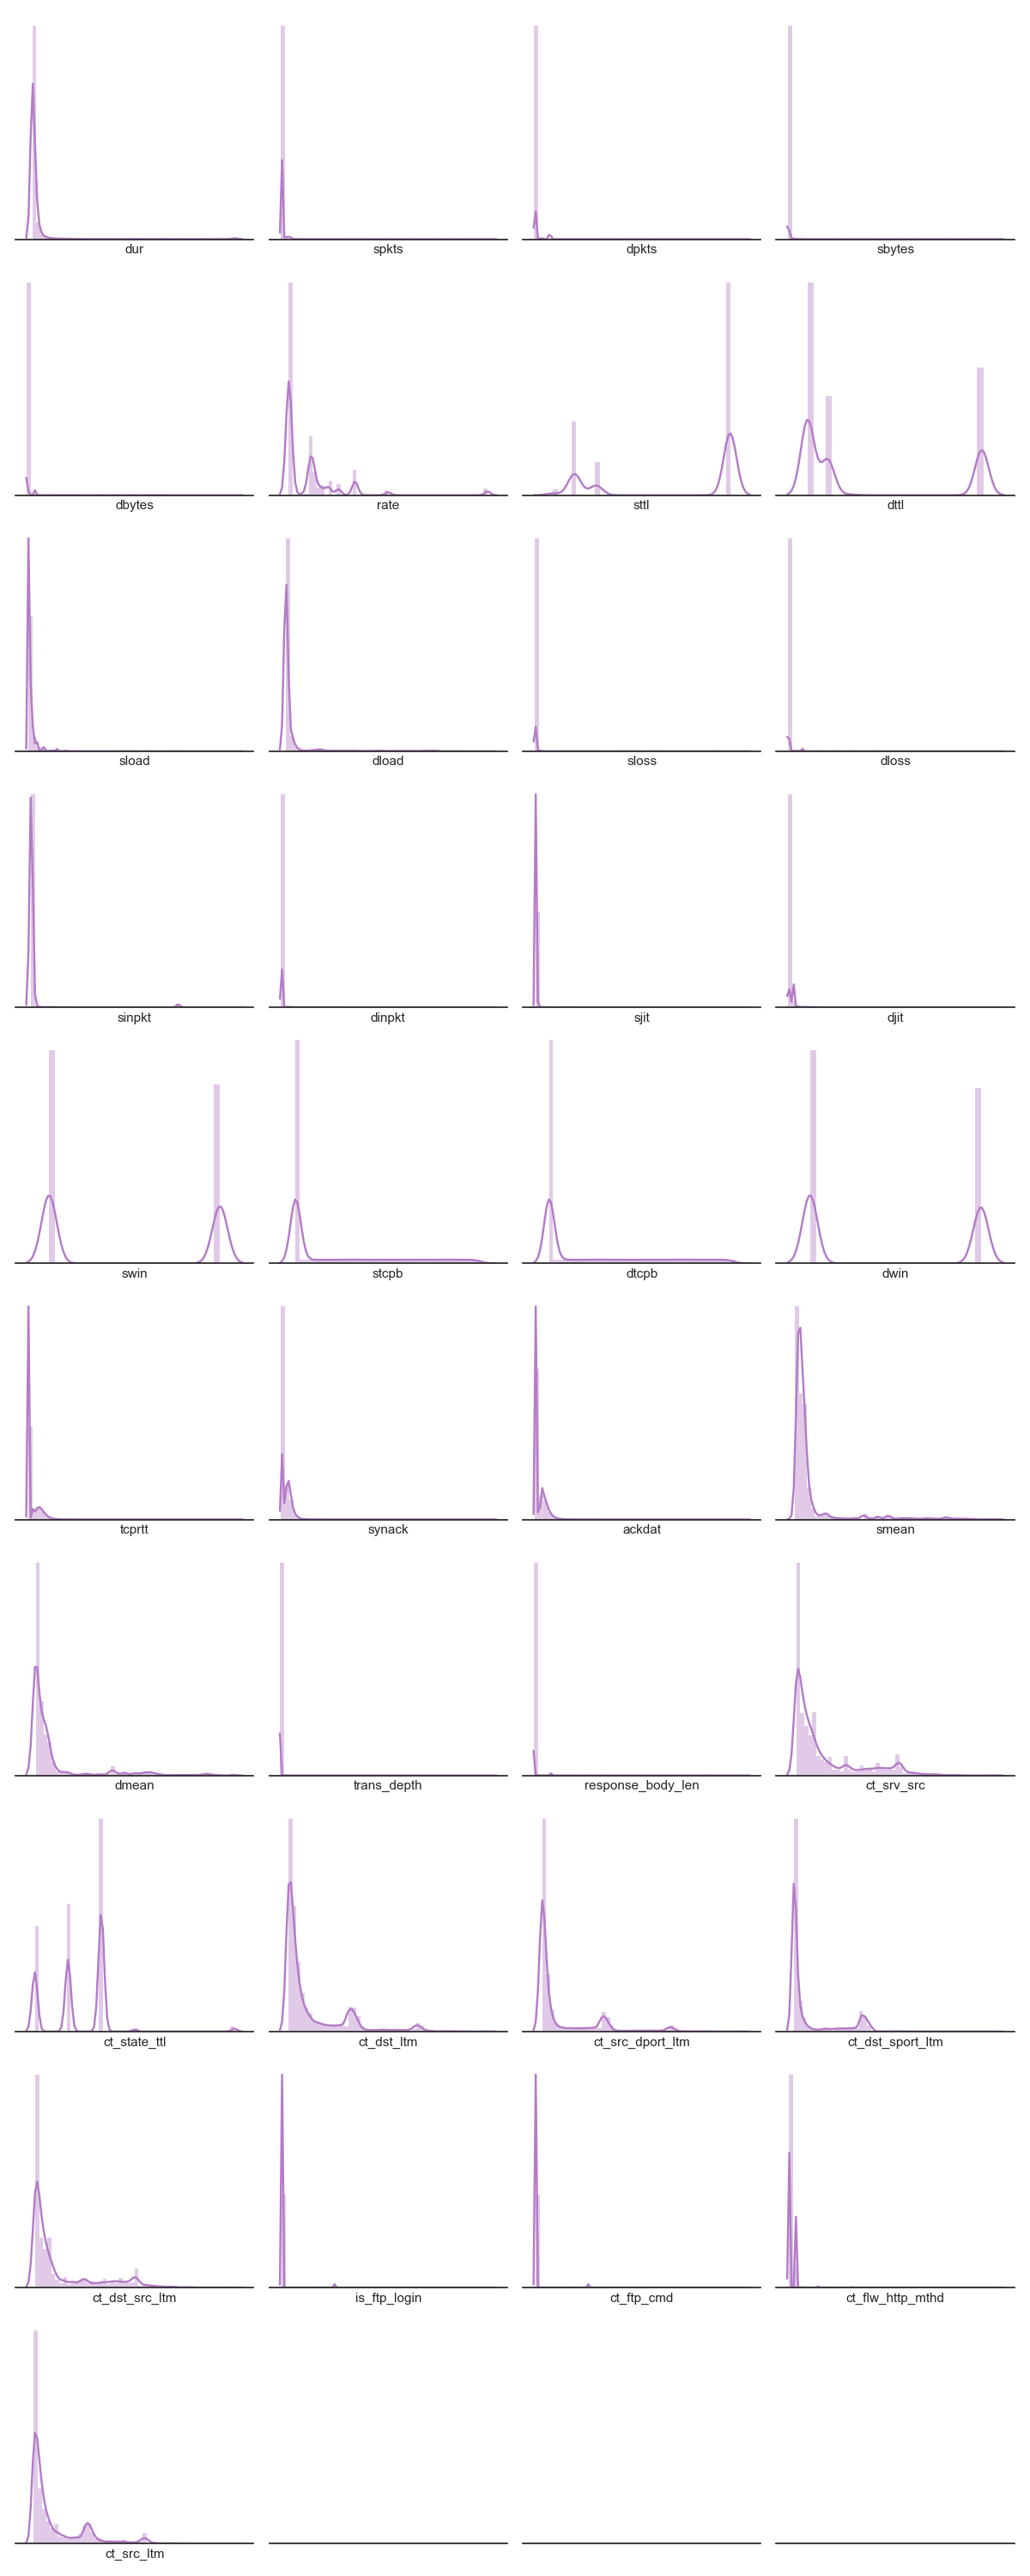 dur
spkts
dpkts
sbytes
dbytes
rate
sttl
dttl
sload
dload
sloss
dloss
sinpkt
dinpkt
sjit
djit
swin
stcpb
dtcpb
dwin
tcprtt
synack
ackdat
smean
dmean
trans_depth
response_body_len
ct_srv_src
ct_state_ttl
ct_dst_ltm
ct_src_dport_ltm
ct_dst_sport_ltm
ct_dst_src_ltm
is_ftp_login
ct_ftp_cmd
ct_flw_http_mthd
ct_src_ltm